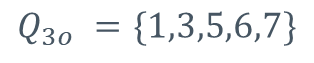 Q₃ₒ = {1,3,5,6,7}